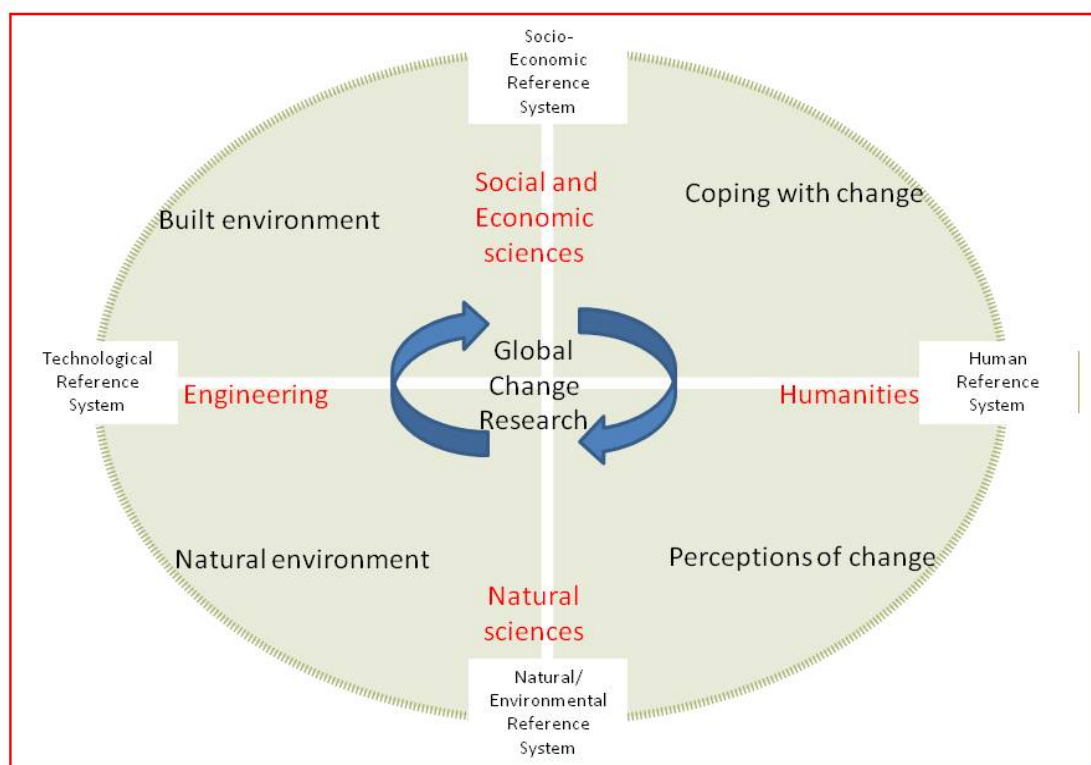 Socio-
Economic
Reference
System
Social and
Economic
sciences
Coping with change
Built environment
Technological
Reference
System
Engineering
Global
Change
Research
Humanities
Human
Reference
System
Natural environment
Perceptions of change
Natural
sciences
Natural/
Environmental
Reference
System